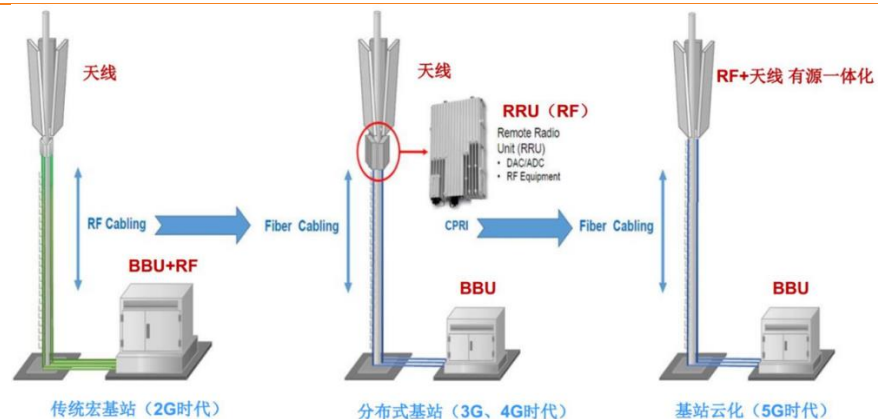 天线
RF Cabling
BBU+RF
传统宏基站（2G时代）
天线
RRU（RF）
Remote Radio
Unit (RRU)
• DAC/ADC
• RF Equipment
Fiber Cabling
CPRI
BBU
分布式基站（3G、4G时代）
RF+天线 有源一体化
Fiber Cabling
BBU
基站云化（5G时代）